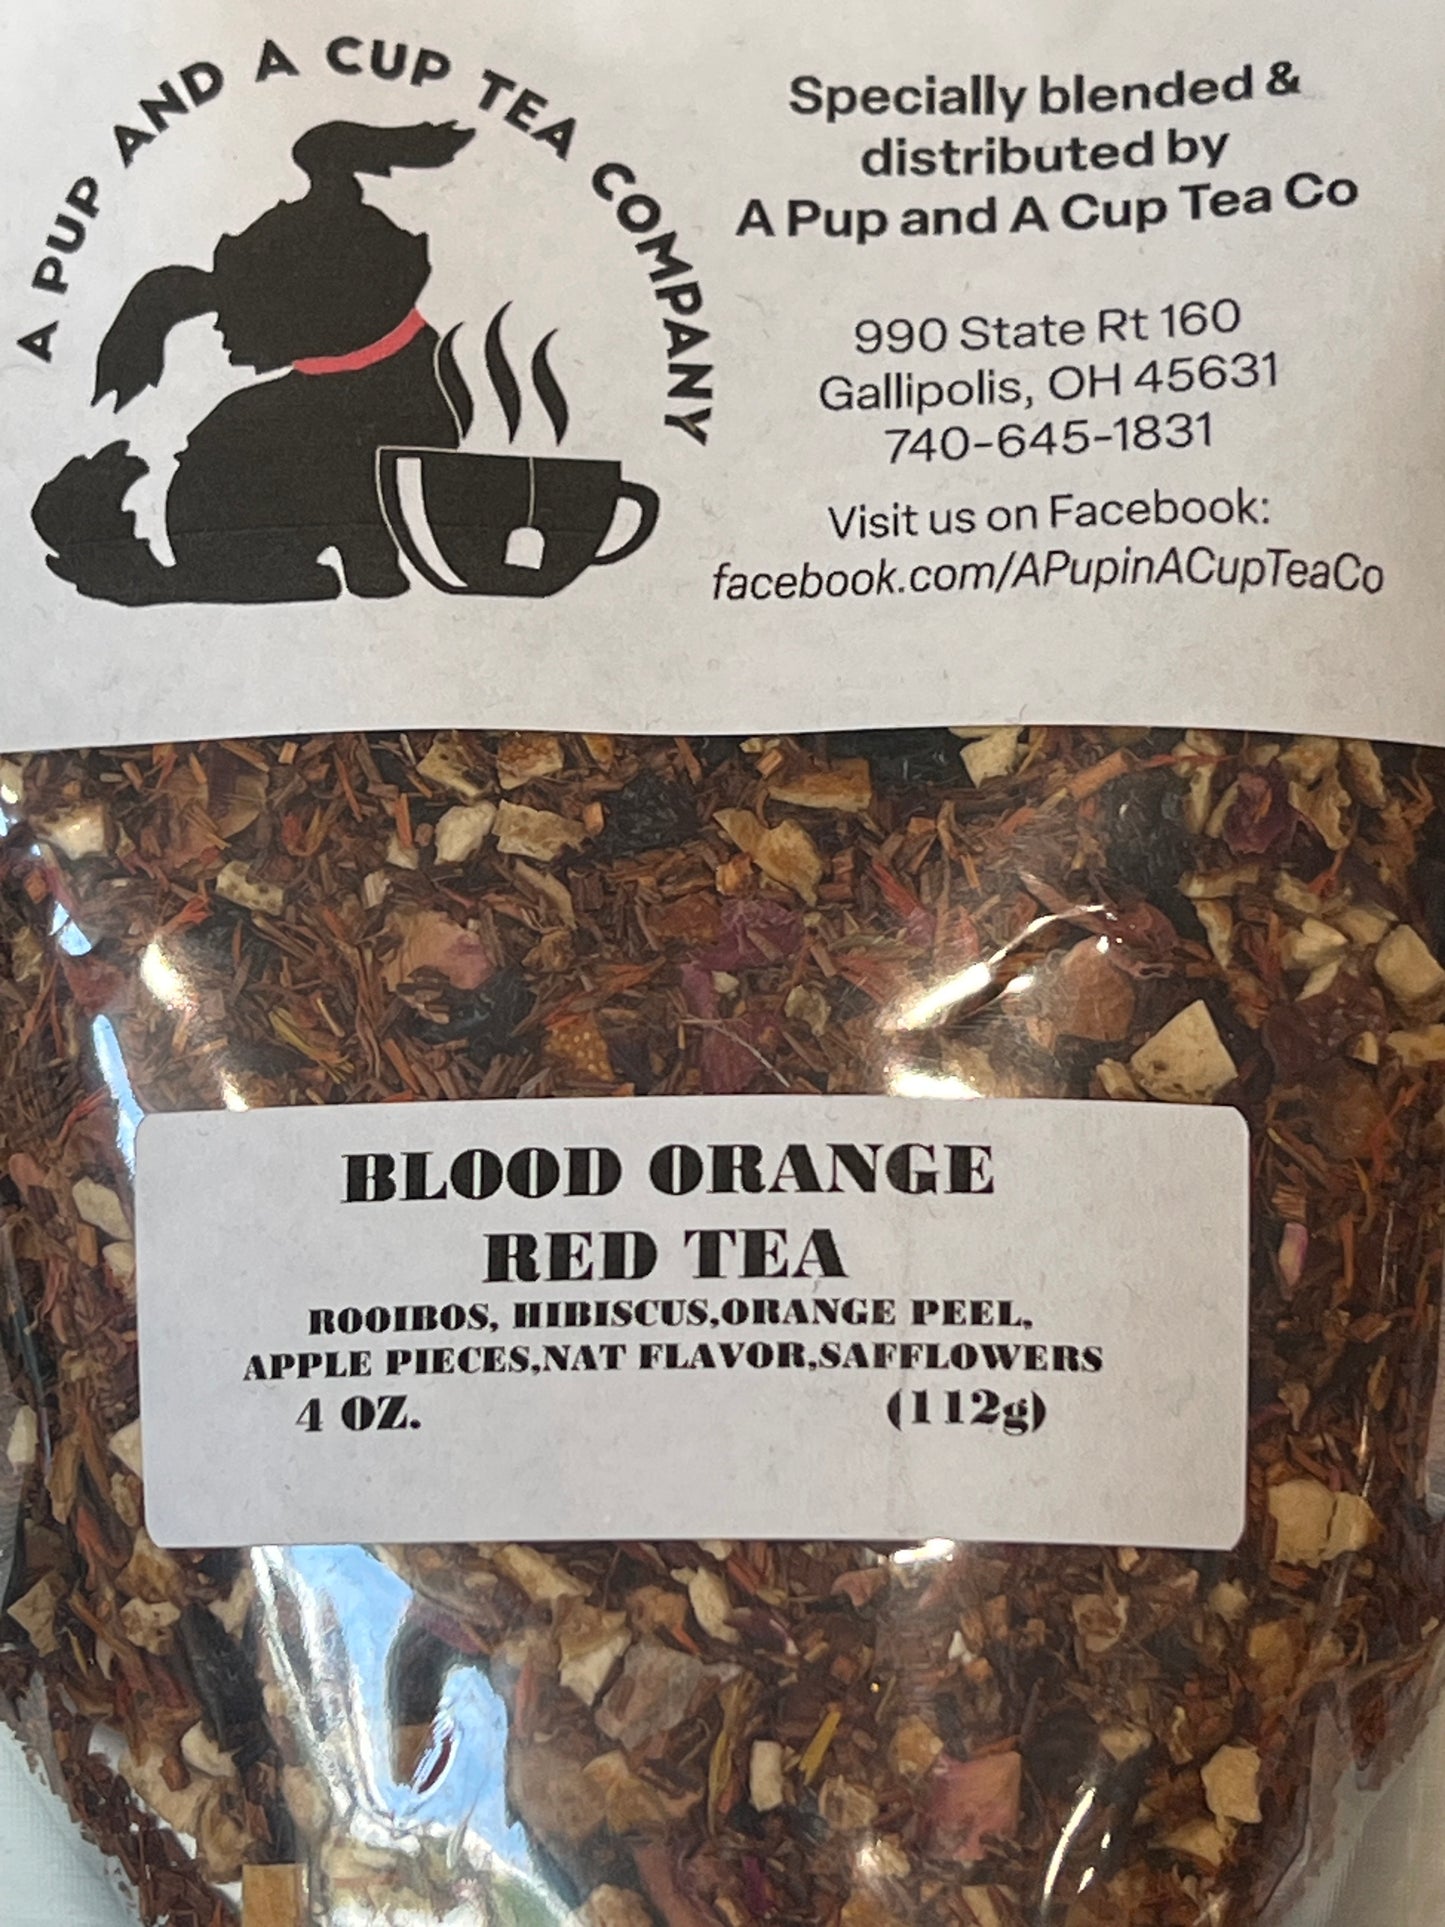 A PUP AND A CUP TEA COMPANY
Specially blended &
distributed by
A Pup and A Cup Tea Co
990 State Rt 160
Gallipolis, OH 45631
740-645-1831
Visit us on Facebook:
facebook.com/APupinACupTeaCo
BLOOD ORANGE
RED TEA
ROOIBOS, HIBISCUS,ORANGE PEEL,
APPLE PIECES,NAT FLAVOR,SAFFLOWERS
4 OZ. (112g)